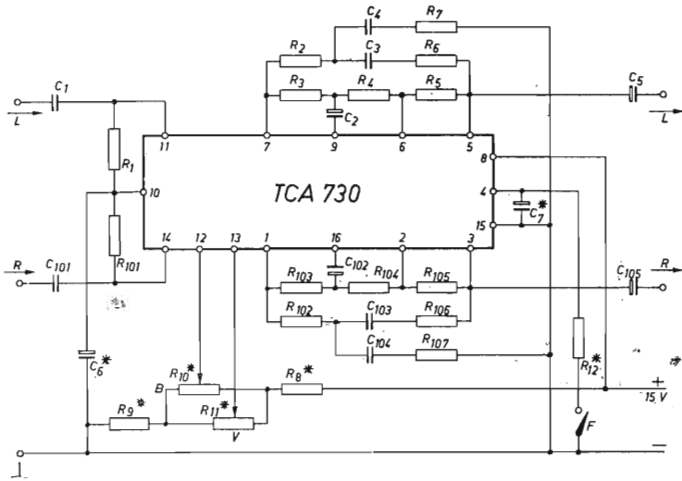 C4 R7
R2 C3 R6
R3 R4 R5
C1 C2 C5
L L
R1 11 7 9 6 5
8
10 TCA 730 4 C7*
15
R101 14 12 13 1 16 2 3
R C101 C102 C105 R
R103 R104 R105
R102 C103 R106
C104 R107
C6* R12*
B R10* R8* +
15 V
R9* R11* F
V −